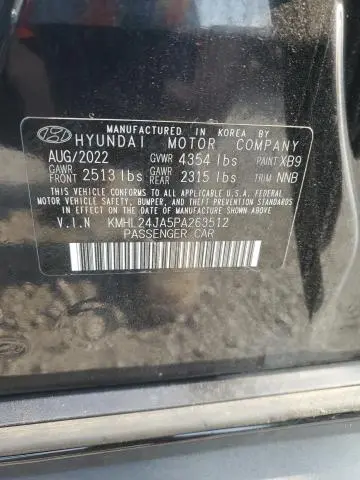 MANUFACTURED IN KOREA BY
HYUNDAI MOTOR COMPANY
AUG/2022 GVWR 4354 lbs PAINT XB9
GAWR FRONT 2513 lbs GAWR REAR 2315 lbs TRIM NNB
THIS VEHICLE CONFORMS TO ALL APPLICABLE U.S.A. FEDERAL
MOTOR VEHICLE SAFETY, BUMPER, AND THEFT PREVENTION STANDARDS
IN EFFECT ON THE DATE OF MANUFACTURE SHOWN ABOVE.
V.I.N KMHL24JA5PA263512
PASSENGER CAR